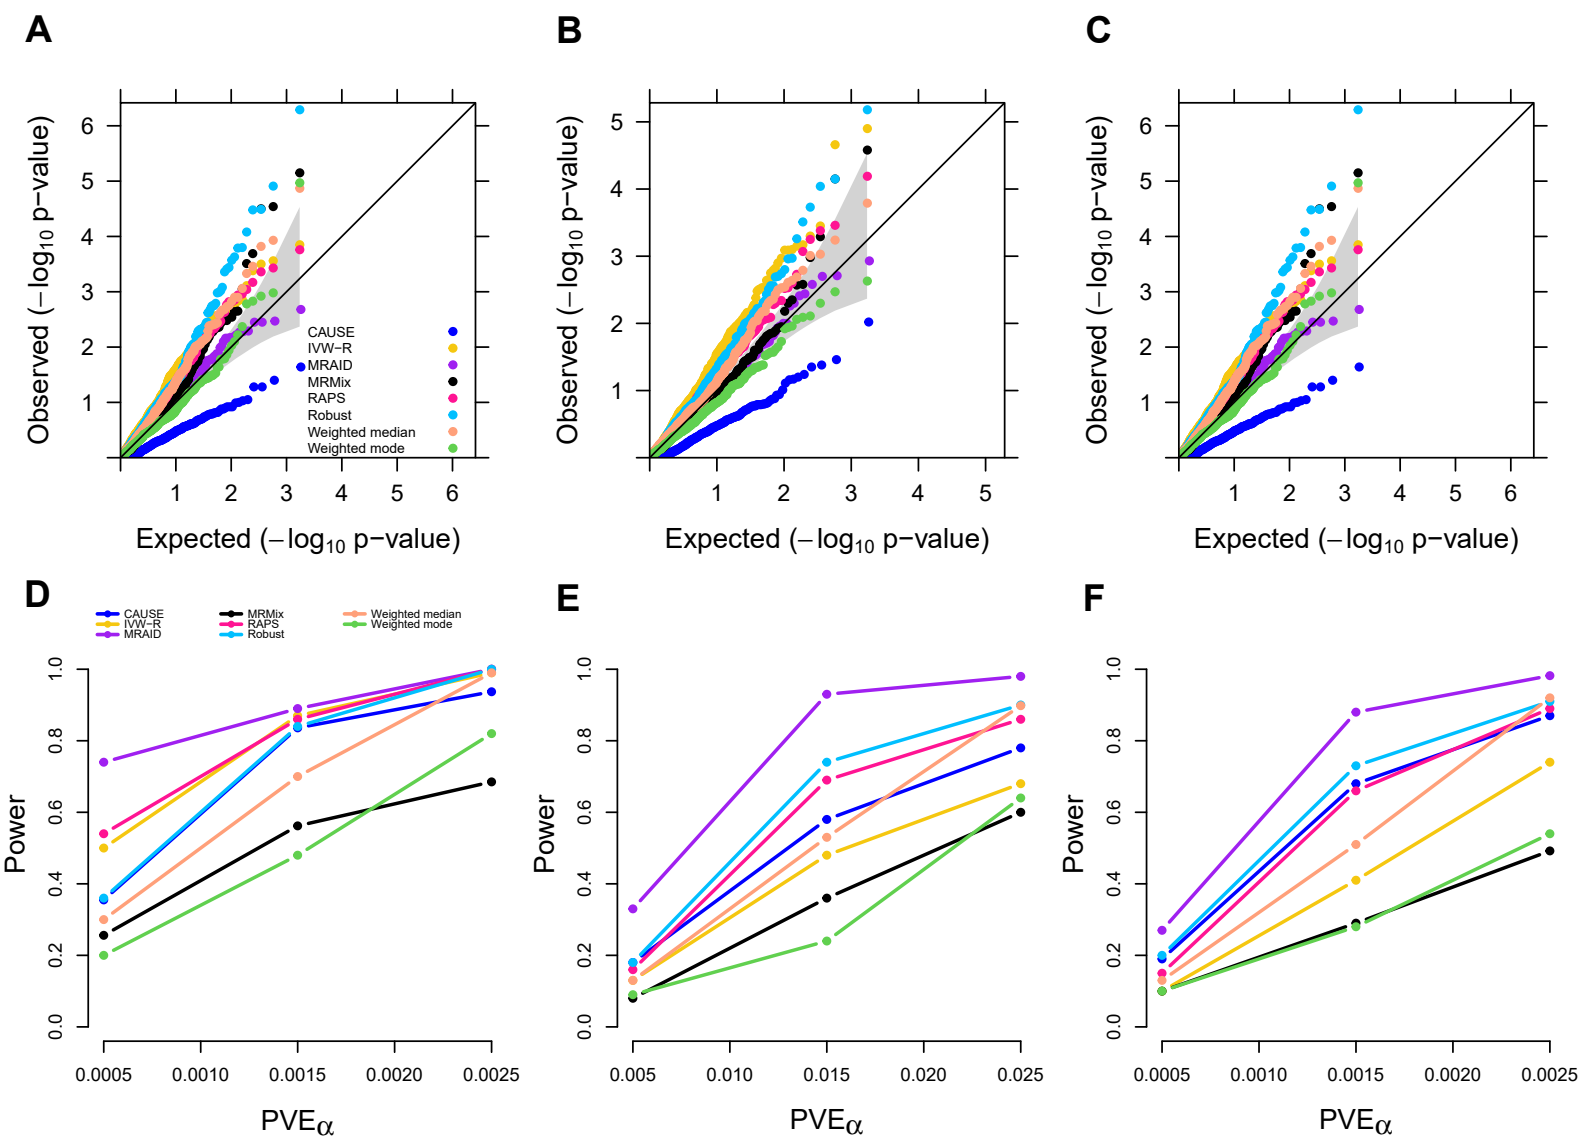 A
B
C
Observed (−log10 p−value)
6
5
4
3
2
1
1 2 3 4 5 6
Expected (−log10 p−value)
CAUSE
IVW−R
MRAID
MRMix
RAPS
Robust
Weighted median
Weighted mode
Observed (−log10 p−value)
5
4
3
2
1
1 2 3 4 5
Expected (−log10 p−value)
Observed (−log10 p−value)
6
5
4
3
2
1
1 2 3 4 5 6
Expected (−log10 p−value)
D
E
F
CAUSE
IVW−R
MRAID
MRMix
RAPS
Robust
Weighted median
Weighted mode
Power
1.0
0.8
0.6
0.4
0.2
0.0
0.0005 0.0010 0.0015 0.0020 0.0025
PVEα
Power
1.0
0.8
0.6
0.4
0.2
0.0
0.005 0.010 0.015 0.020 0.025
PVEα
Power
1.0
0.8
0.6
0.4
0.2
0.0
0.0005 0.0010 0.0015 0.0020 0.0025
PVEα